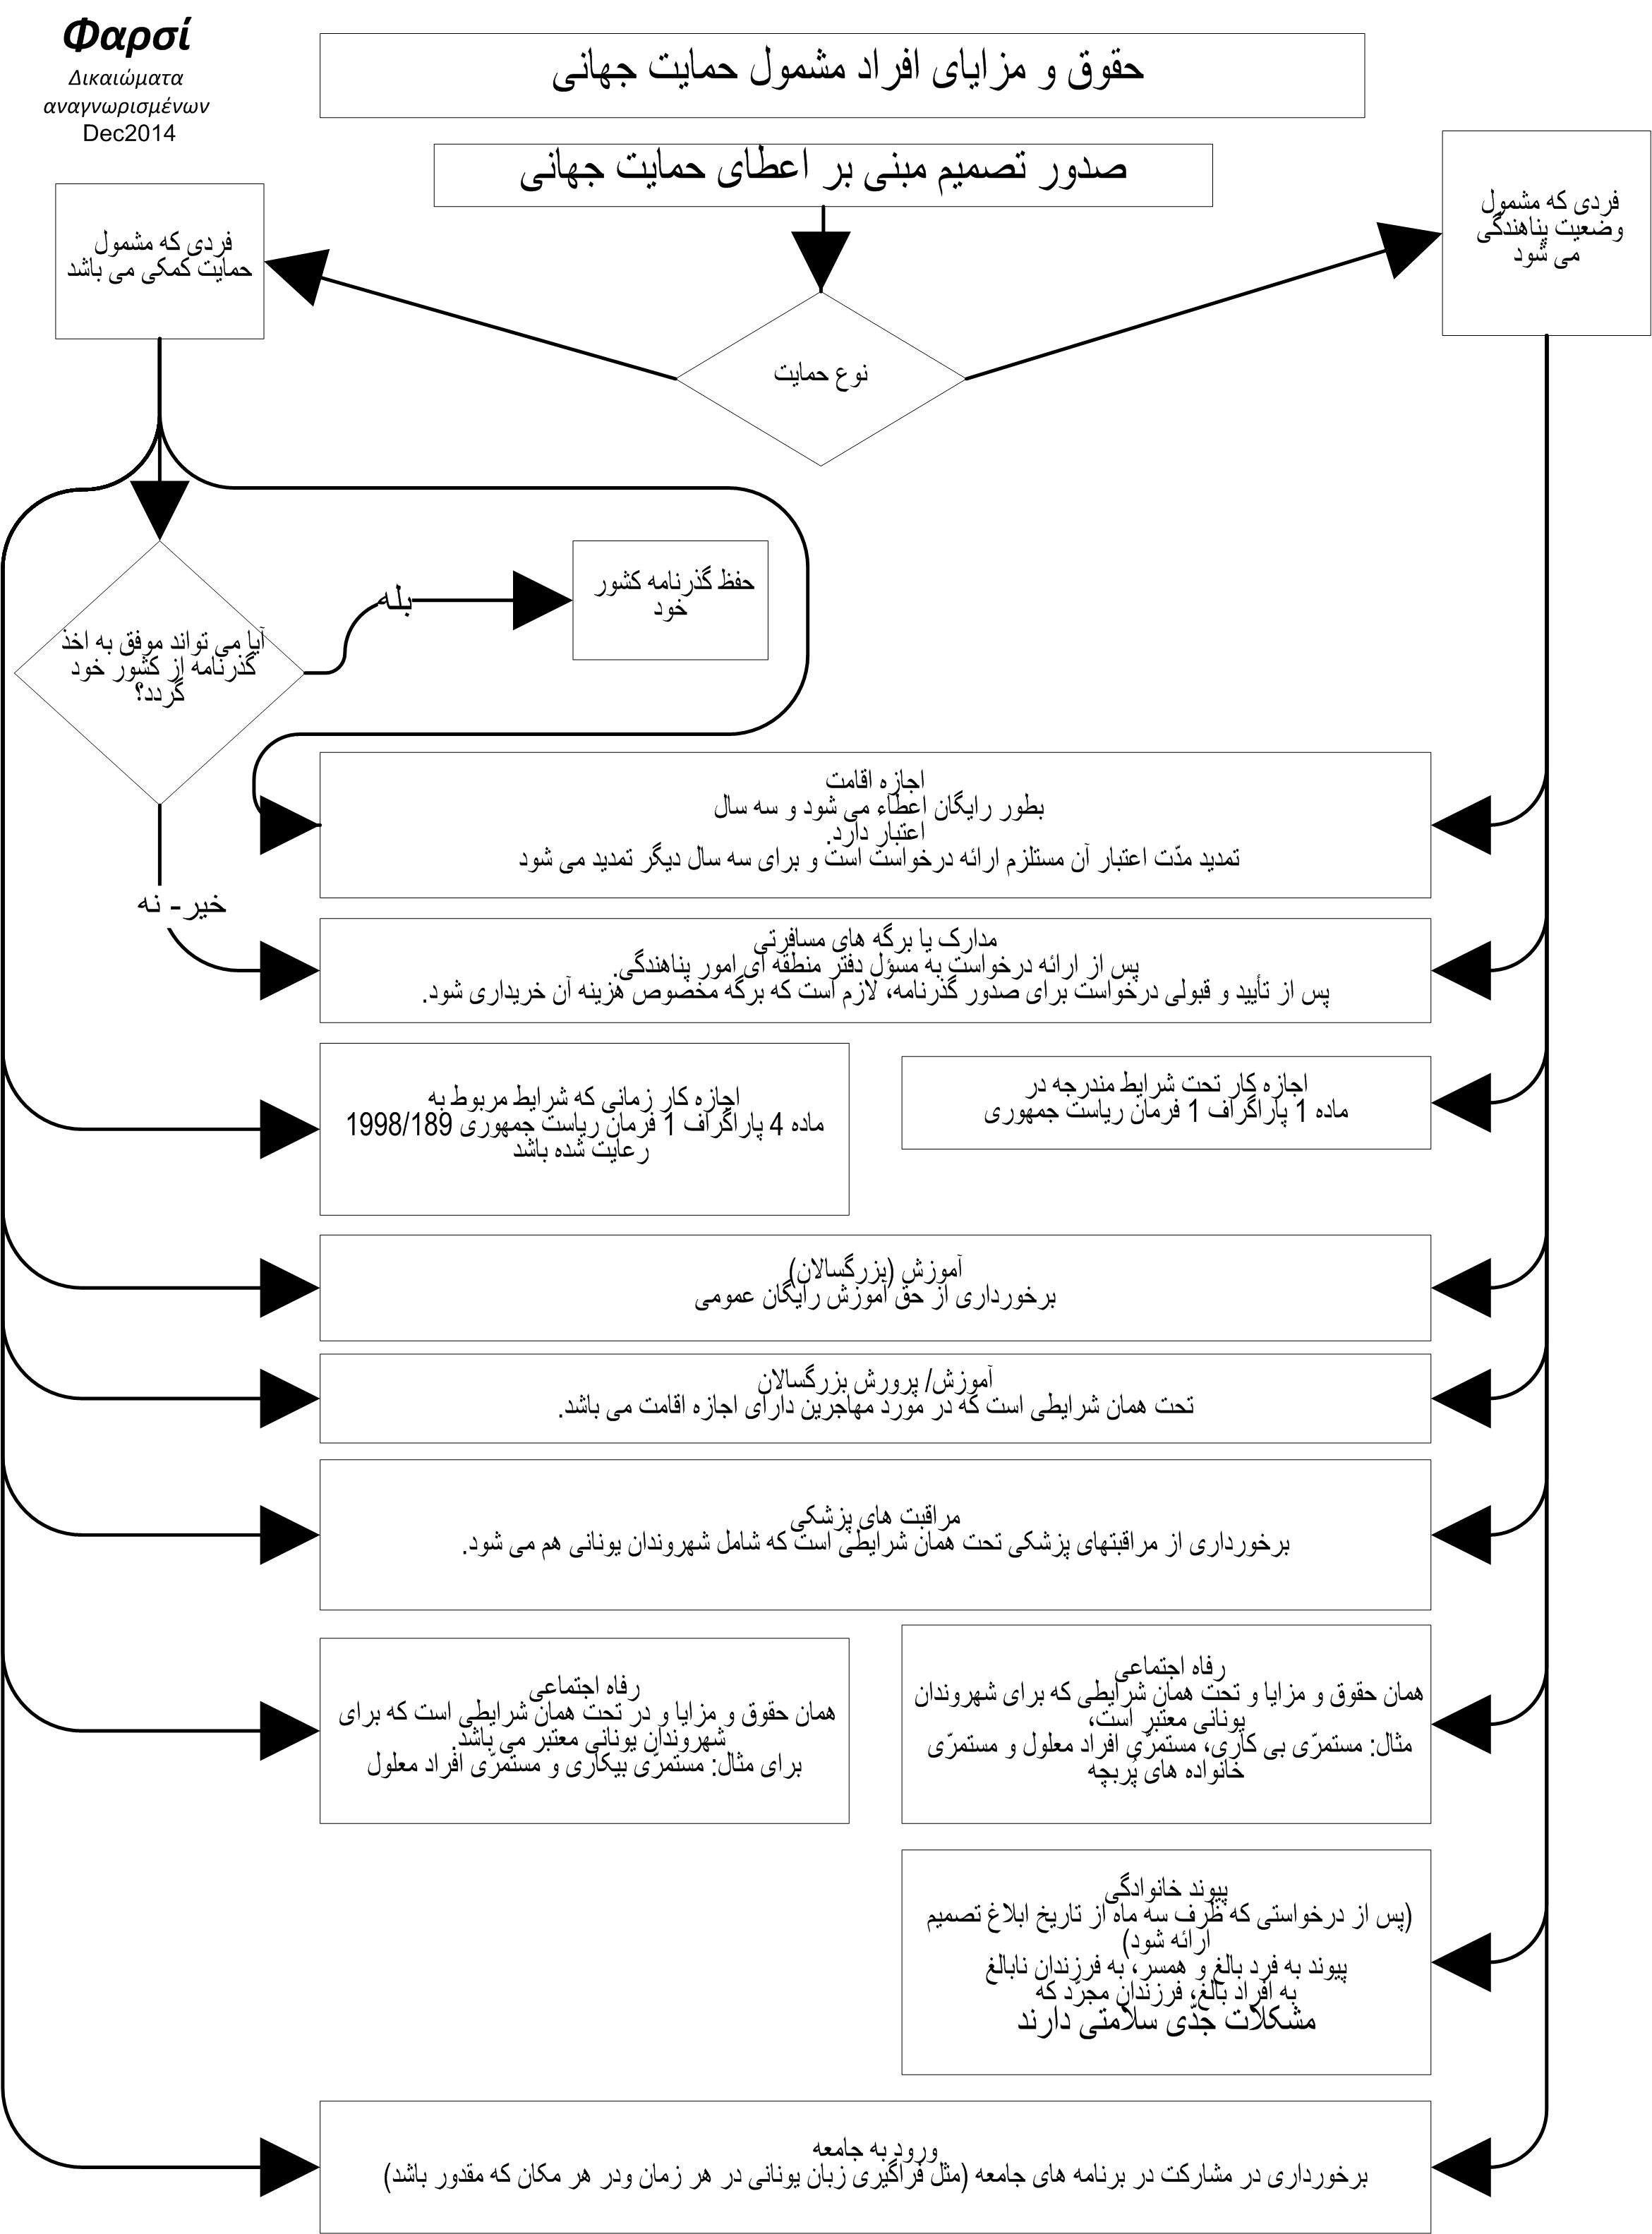 Φαρσί
Δικαιώματα
αναγνωρισμένων
Dec2014
حقوق و مزایای افراد مشمول حمایت جهانی
صدور تصمیم مبنی بر اعطای حمایت جهانی
فردی که مشمول
وضعیت پناهندگی
می شود
فردی که مشمول
حمایت کمکی می باشد
نوع حمایت
حفظ گذرنامه کشور
خود
بله
آیا می تواند موفق به اخذ
گذرنامه از کشور خود
گردد؟
خیر- نه
اجازه اقامت
بطور رایگان اعطاء می شود و سه سال
اعتبار دارد.
تمدید مدّت اعتبار آن مستلزم ارائه درخواست است و برای سه سال دیگر تمدید می شود
مدارک یا برگه های مسافرتی
پس از ارائه درخواست به مسؤل دفتر منطقه ای امور پناهندگی.
پس از تأیید و قبولی درخواست برای صدور گذرنامه، لازم است که برگه مخصوص هزینه آن خریداری شود.
اجازه کار تحت شرایط مندرجه در
ماده 1 پاراگراف 1 فرمان ریاست جمهوری
اجازه کار زمانی که شرایط مربوط به
ماده 4 پاراگراف 1 فرمان ریاست جمهوری 1998/189
رعایت شده باشد
آموزش (بزرگسالان)
برخورداری از حق آموزش رایگان عمومی
آموزش/ پرورش بزرگسالان
تحت همان شرایطی است که در مورد مهاجرین دارای اجازه اقامت می باشد.
مراقبت های پزشکی
برخورداری از مراقبتهای پزشکی تحت همان شرایطی است که شامل شهروندان یونانی هم می شود.
رفاه اجتماعی
همان حقوق و مزایا و تحت همان شرایطی که برای شهروندان
یونانی معتبر است،
مثال: مستمرّی بی کاری، مستمرّی افراد معلول و مستمرّی
خانواده های پُربچه
رفاه اجتماعی
همان حقوق و مزایا و در تحت همان شرایطی است که برای
شهروندان یونانی معتبر می باشد.
برای مثال: مستمرّی بیکاری و مستمرّی افراد معلول
پیوند خانوادگی
(پس از درخواستی که ظرف سه ماه از تاریخ ابلاغ تصمیم
ارائه شود)
پیوند به فرد بالغ و همسر، به فرزندان نابالغ
به افراد بالغ، فرزندان مجرّد که
مشکلات جدّی سلامتی دارند
ورود به جامعه
برخورداری در مشارکت در برنامه های جامعه (مثل فراگیری زبان یونانی در هر زمان ودر هر مکان که مقدور باشد)